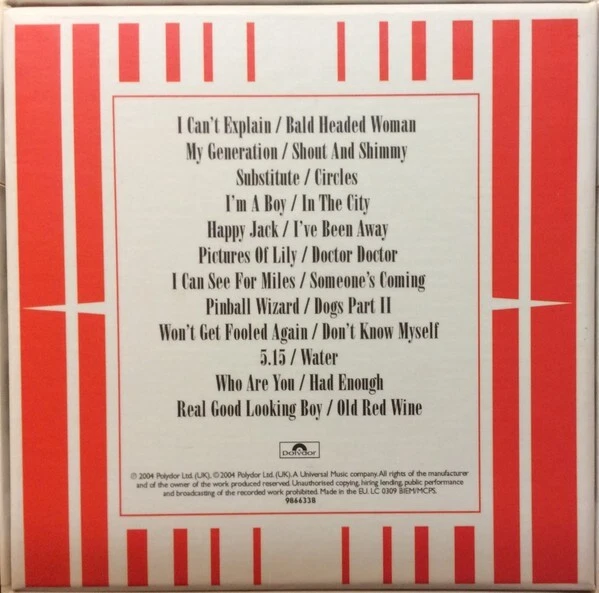 I Can't Explain / Bald Headed Woman
My Generation / Shout And Shimmy
Substitute / Circles
I'm A Boy / In The City
Happy Jack / I've Been Away
Pictures Of Lily / Doctor Doctor
I Can See For Miles / Someone's Coming
Pinball Wizard / Dogs Part II
Won't Get Fooled Again / Don't Know Myself
5.15 / Water
Who Are You / Had Enough
Real Good Looking Boy / Old Red Wine
polydor
℗ 2004 Polydor Ltd. (UK), © 2004 Polydor Ltd. (UK). A Universal Music company. All rights of the manufacturer
and of the owner of the work produced reserved. Unauthorised copying, hiring lending, public performance
and broadcasting of the recorded work prohibited. Made in the EU. LC 0309 BIEM/MCPS.
9866338